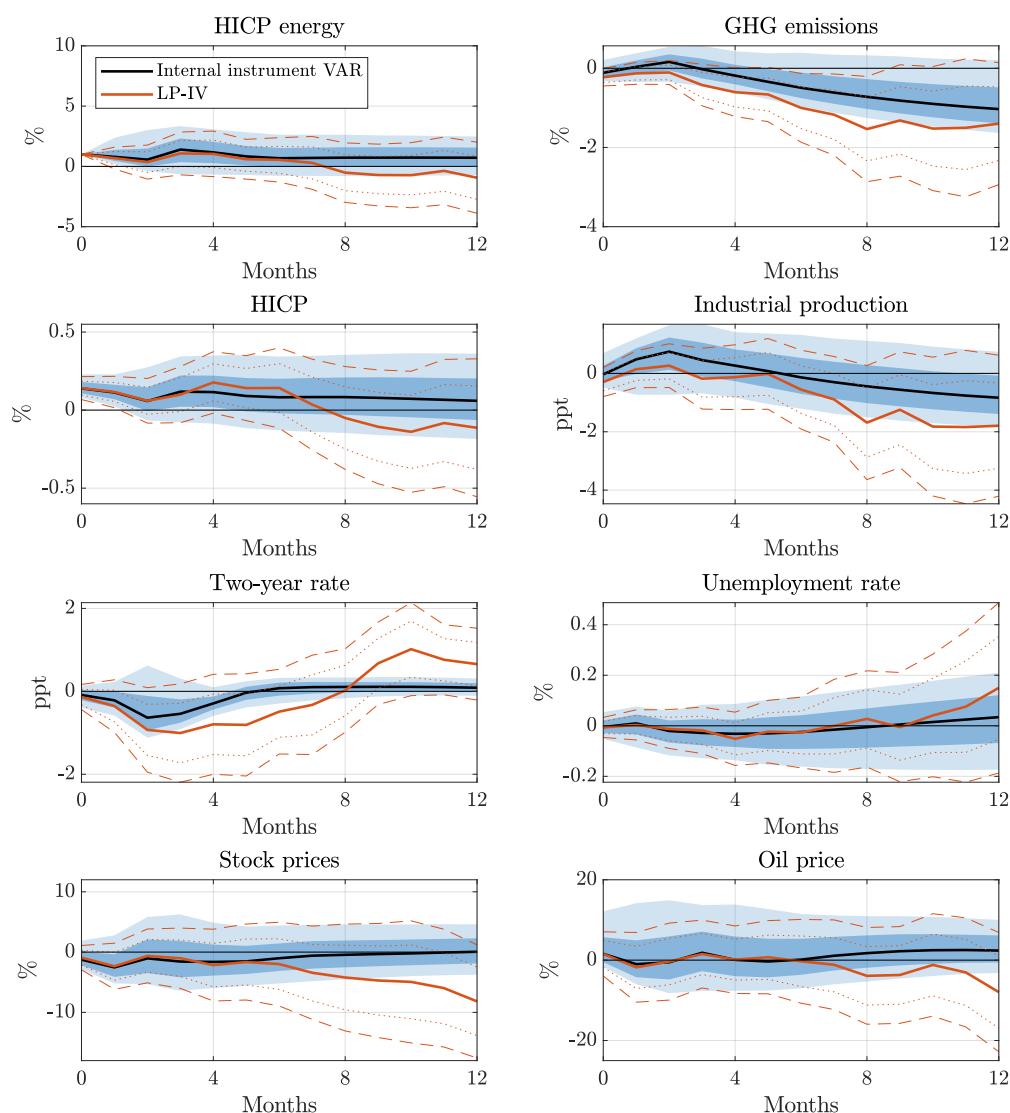 HICP energy
10
5
0
-5
%
Internal instrument VAR
LP-IV
0 4 8 12
Months
GHG emissions
0
-2
-4
%
0 4 8 12
Months
HICP
0.5
0
-0.5
%
0 4 8 12
Months
Industrial production
0
-2
-4
ppt
0 4 8 12
Months
Two-year rate
2
0
-2
ppt
0 4 8 12
Months
Unemployment rate
0.4
0.2
0
-0.2
%
0 4 8 12
Months
Stock prices
10
0
-10
%
0 4 8 12
Months
Oil price
20
0
-20
%
0 4 8 12
Months